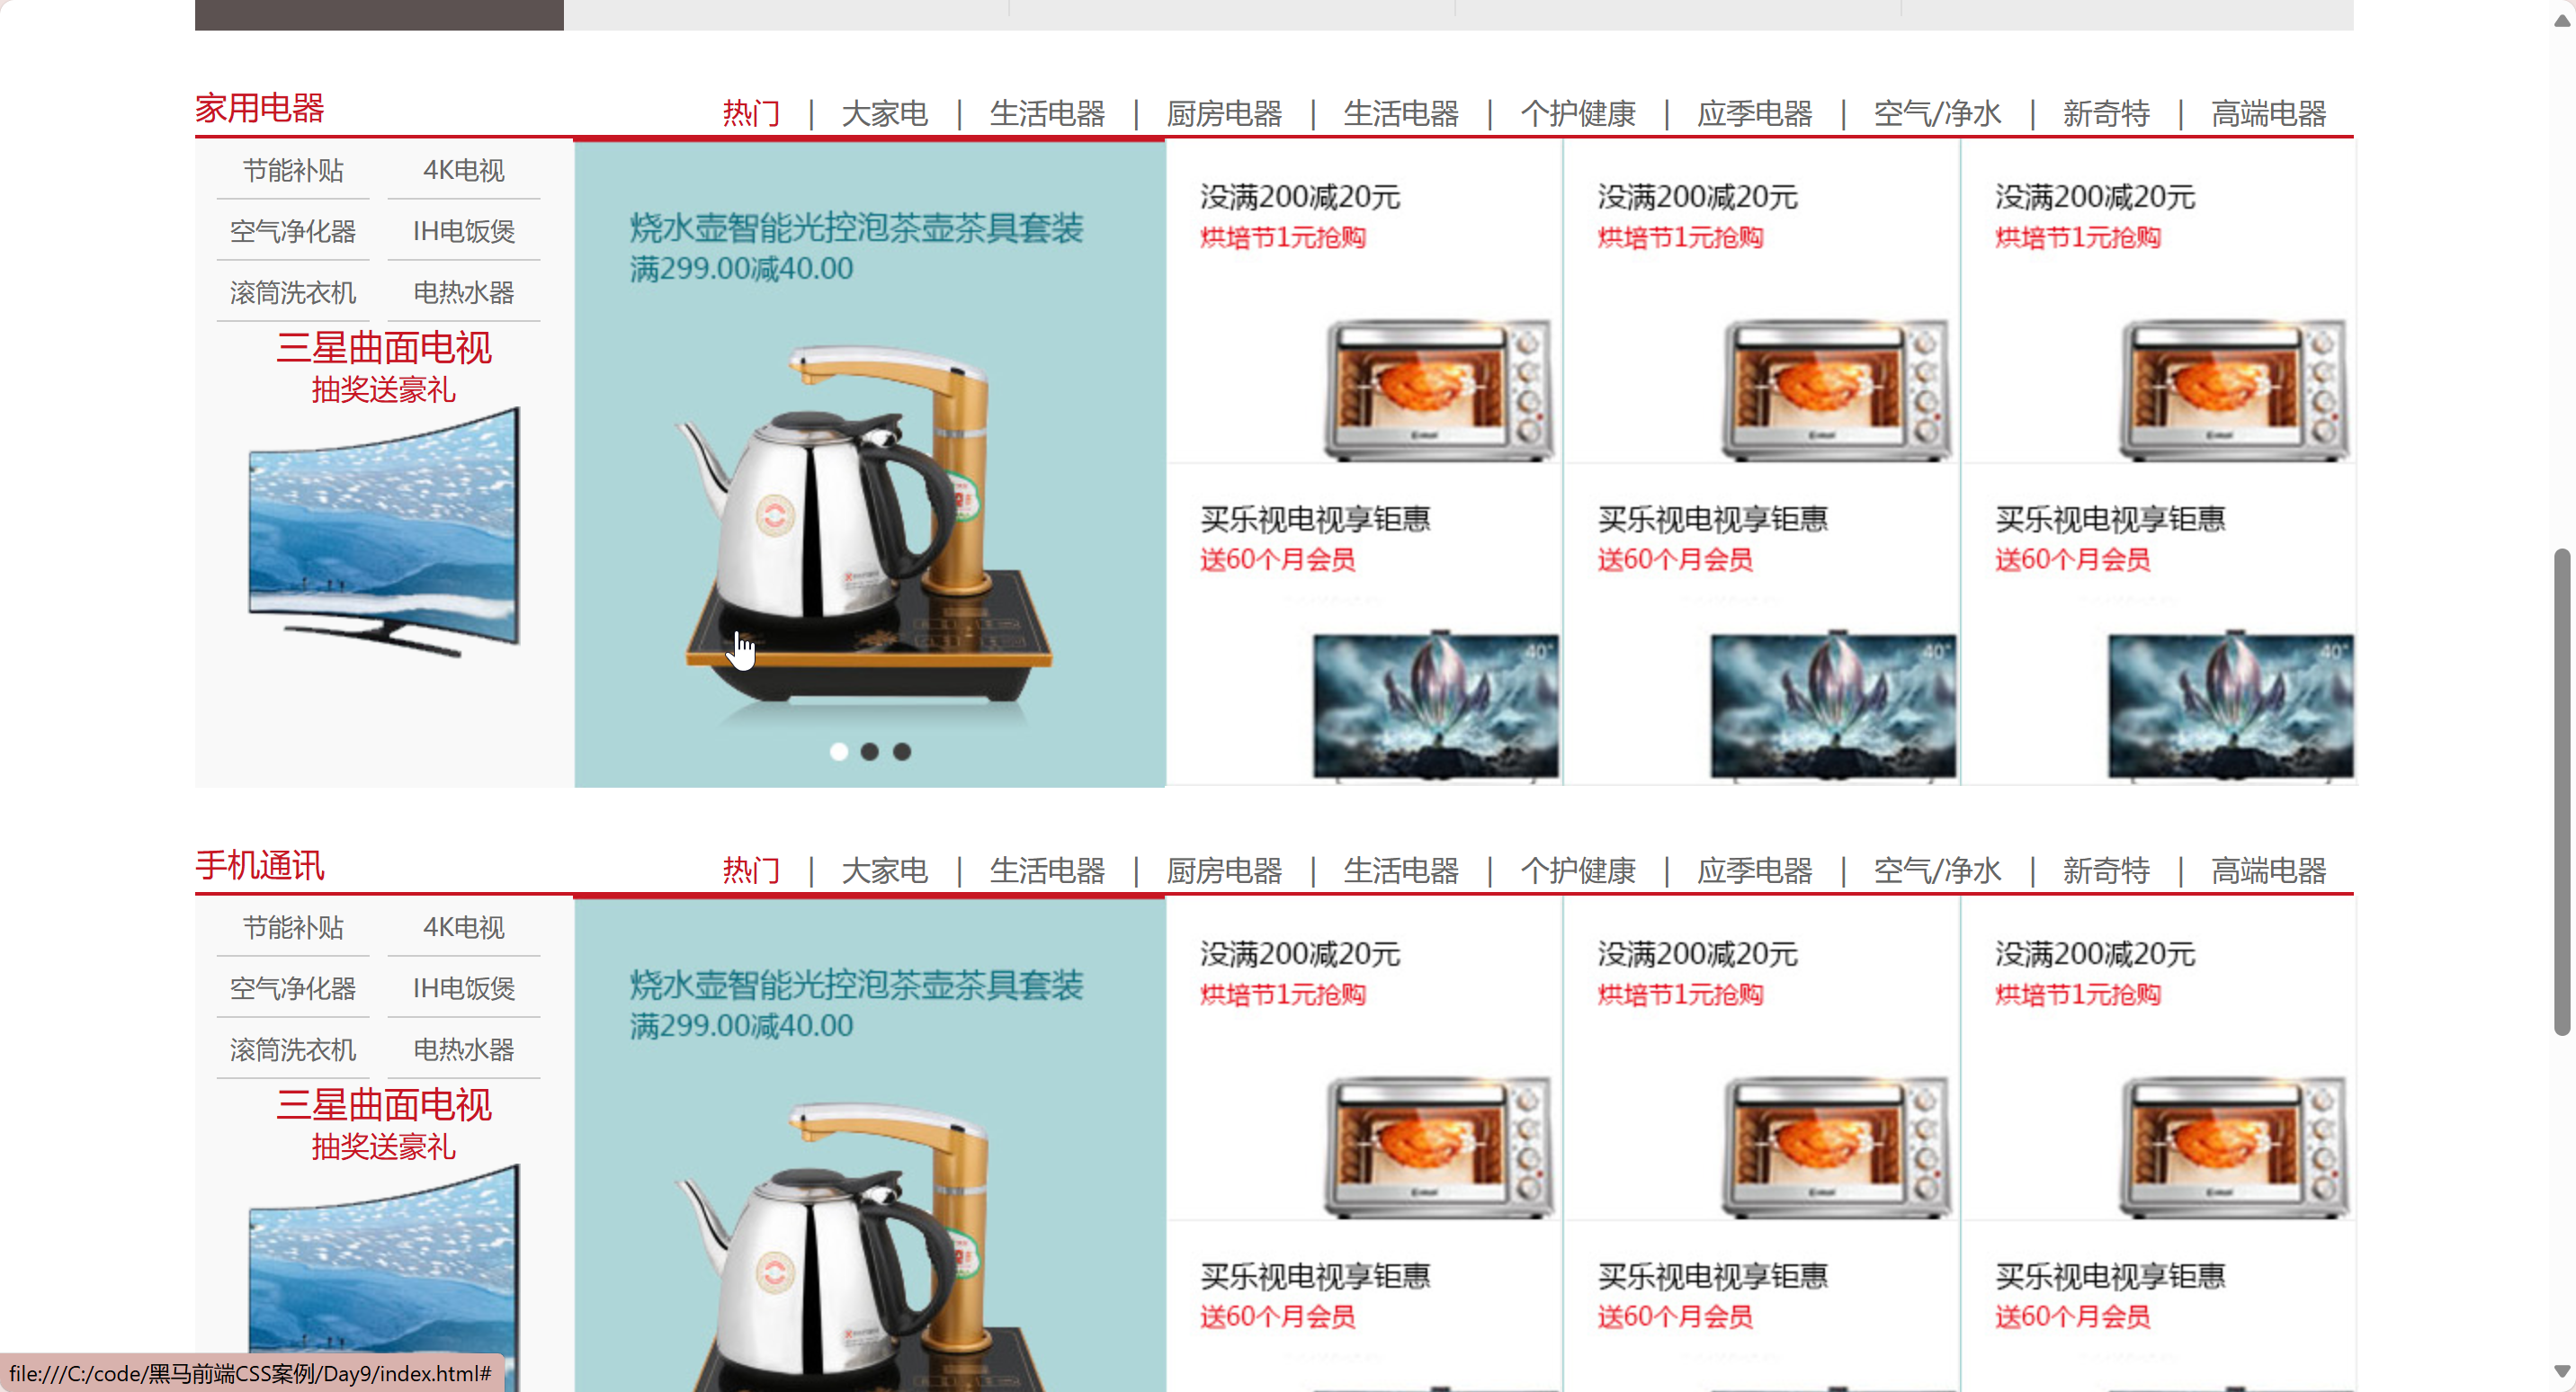 家用电器
热门 | 大家电 | 生活电器 | 厨房电器 | 生活电器 | 个护健康 | 应季电器 | 空气/净水 | 新奇特 | 高端电器
节能补贴 4K电视
空气净化器 IH电饭煲
滚筒洗衣机 电热水器
三星曲面电视
抽奖送豪礼
烧水壶智能光控泡茶壶茶具套装
满299.00减40.00
没满200减20元
烘培节1元抢购
没满200减20元
烘培节1元抢购
没满200减20元
烘培节1元抢购
买乐视电视享钜惠
送60个月会员
40"
买乐视电视享钜惠
送60个月会员
40"
买乐视电视享钜惠
送60个月会员
40"
手机通讯
热门 | 大家电 | 生活电器 | 厨房电器 | 生活电器 | 个护健康 | 应季电器 | 空气/净水 | 新奇特 | 高端电器
节能补贴 4K电视
空气净化器 IH电饭煲
滚筒洗衣机 电热水器
三星曲面电视
抽奖送豪礼
烧水壶智能光控泡茶壶茶具套装
满299.00减40.00
没满200减20元
烘培节1元抢购
没满200减20元
烘培节1元抢购
没满200减20元
烘培节1元抢购
买乐视电视享钜惠
送60个月会员
买乐视电视享钜惠
送60个月会员
买乐视电视享钜惠
送60个月会员
file:///C:/code/黑马前端CSS案例/Day9/index.html#